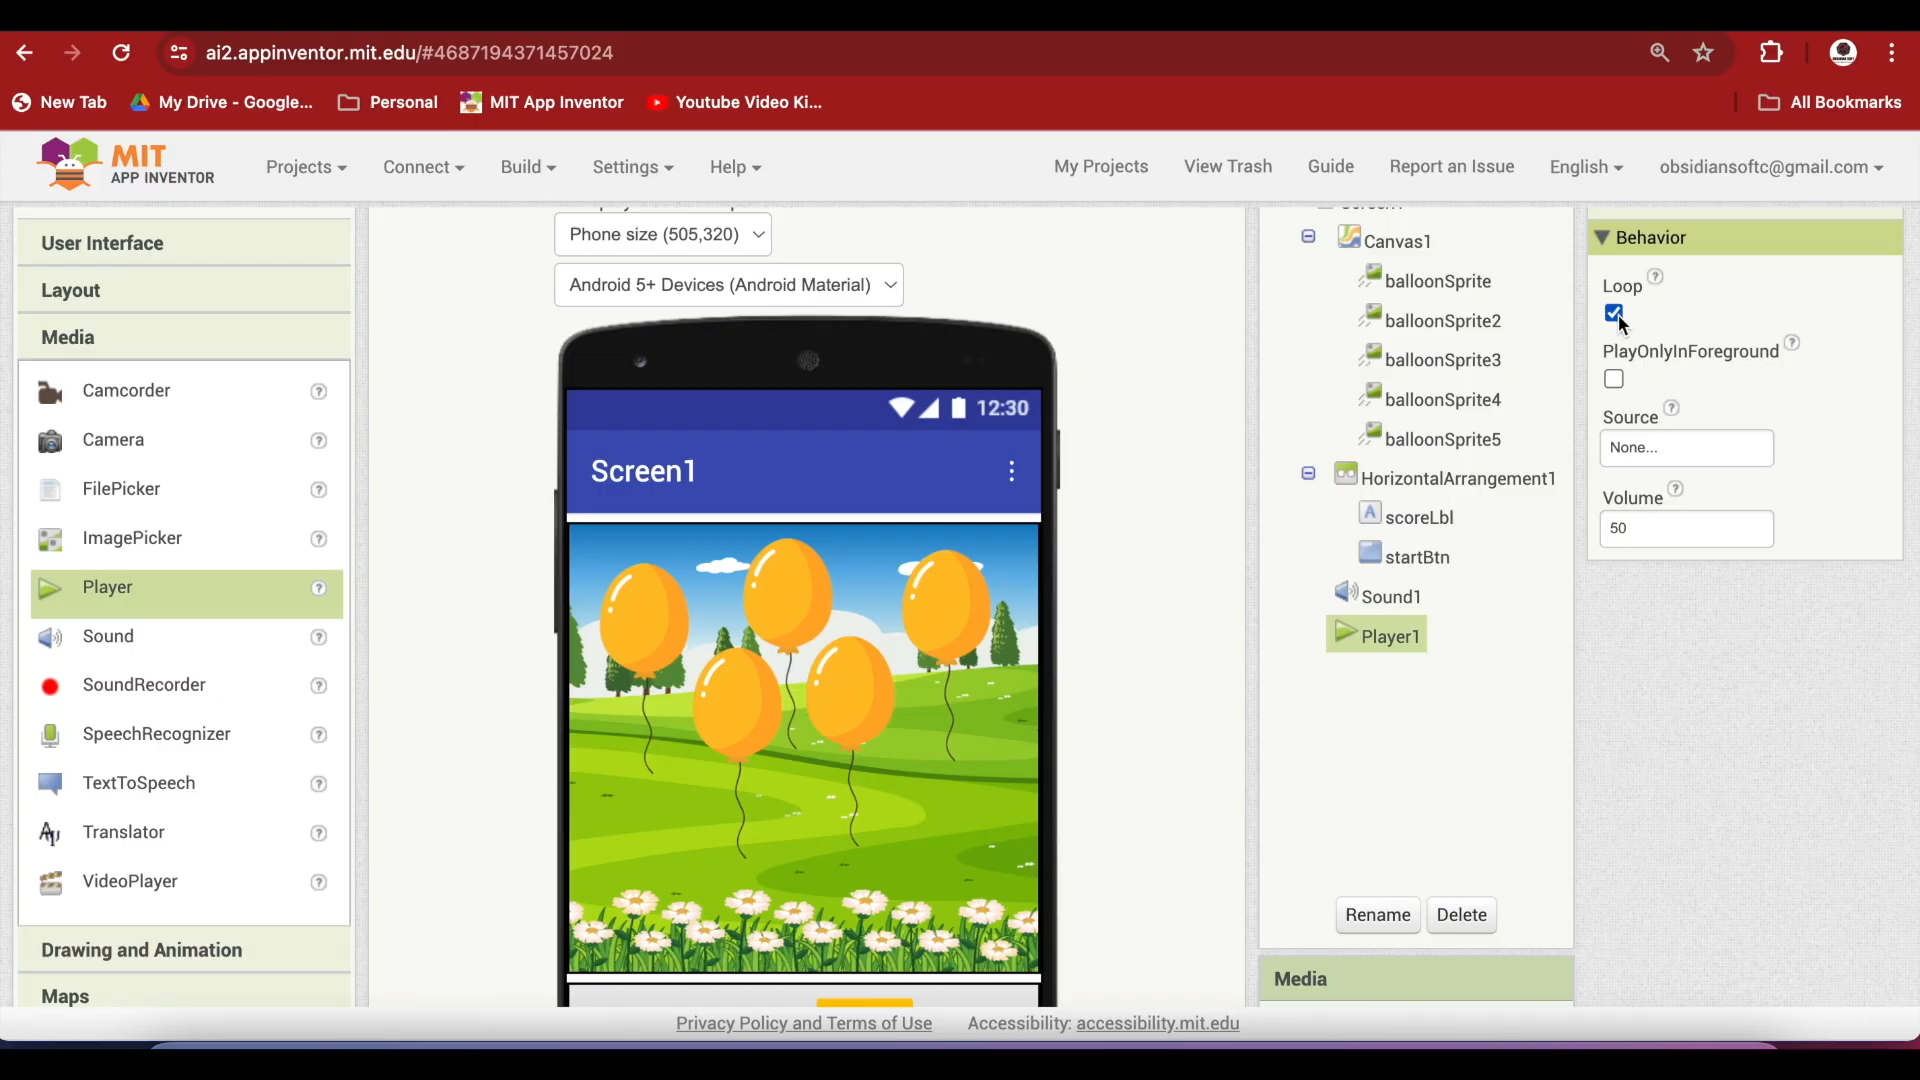 ai2.appinventor.mit.edu/#4687194371457024
New Tab
My Drive - Google...
Personal
MIT App Inventor
Youtube Video Ki...
All Bookmarks
MIT
APP INVENTOR
Projects
Connect
Build
Settings
Help
My Projects
View Trash
Guide
Report an Issue
English
obsidiansoftc@gmail.com
User Interface
Layout
Media
Camcorder ?
Camera ?
FilePicker ?
ImagePicker ?
Player ?
Sound ?
SoundRecorder ?
SpeechRecognizer ?
TextToSpeech ?
Translator ?
VideoPlayer ?
Drawing and Animation
Maps
Phone size (505,320)
Android 5+ Devices (Android Material)
12:30
Screen1
Canvas1
balloonSprite
balloonSprite2
balloonSprite3
balloonSprite4
balloonSprite5
HorizontalArrangement1
A scoreLbl
startBtn
Sound1
Player1
Rename
Delete
Media
Behavior
Loop ?
PlayOnlyInForeground ?
Source ?
None...
Volume ?
50
Privacy Policy and Terms of Use
Accessibility: accessibility.mit.edu